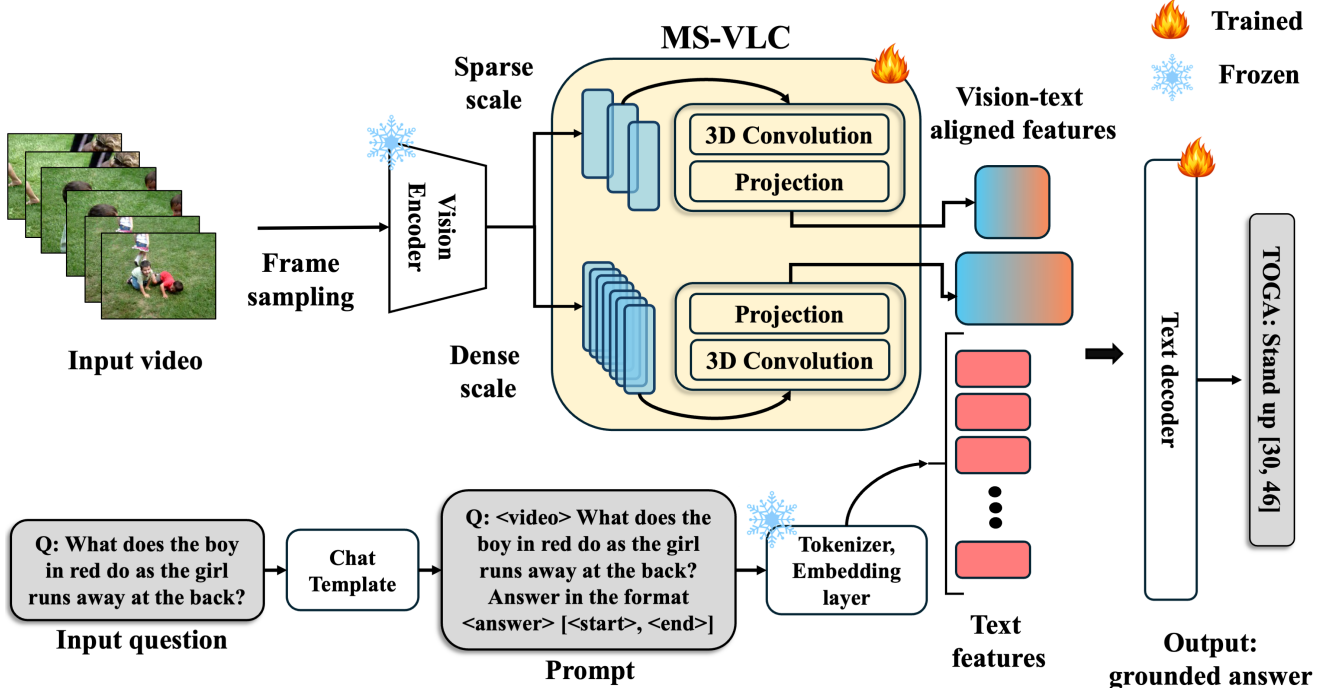 MS-VLC
Trained
Frozen
Sparse
scale
3D Convolution
Projection
Vision-text
aligned features
Vision
Encoder
Frame
sampling
Input video
Dense
scale
Projection
3D Convolution
Text decoder
TOGA: Stand up [30, 46]
Q: What does the boy
in red do as the girl
runs away at the back?
Input question
Chat
Template
Q: <video> What does the
boy in red do as the girl
runs away at the back?
Answer in the format
<answer> [<start>, <end>]
Prompt
Tokenizer,
Embedding
layer
Text
features
Output:
grounded answer